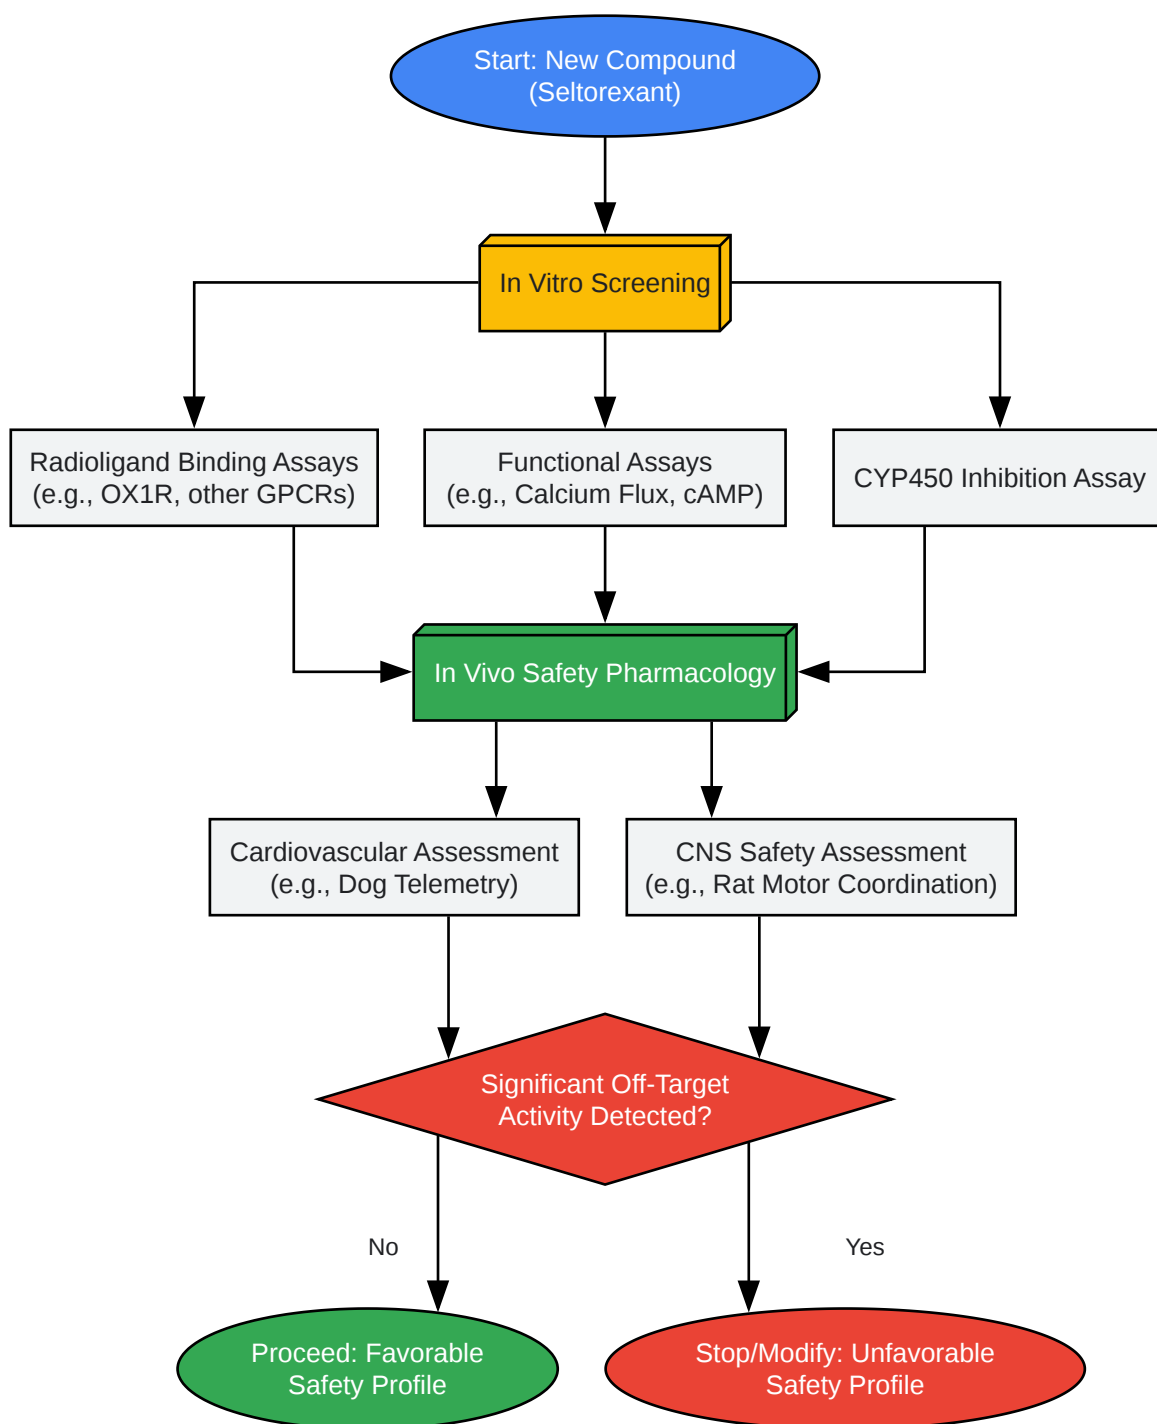 Start: New Compound
(Seltorexant)
In Vitro Screening
Radioligand Binding Assays
(e.g., OX1R, other GPCRs)
Functional Assays
(e.g., Calcium Flux, cAMP)
CYP450 Inhibition Assay
In Vivo Safety Pharmacology
Cardiovascular Assessment
(e.g., Dog Telemetry)
CNS Safety Assessment
(e.g., Rat Motor Coordination)
Significant Off-Target
Activity Detected?
No
Yes
Proceed: Favorable
Safety Profile
Stop/Modify: Unfavorable
Safety Profile